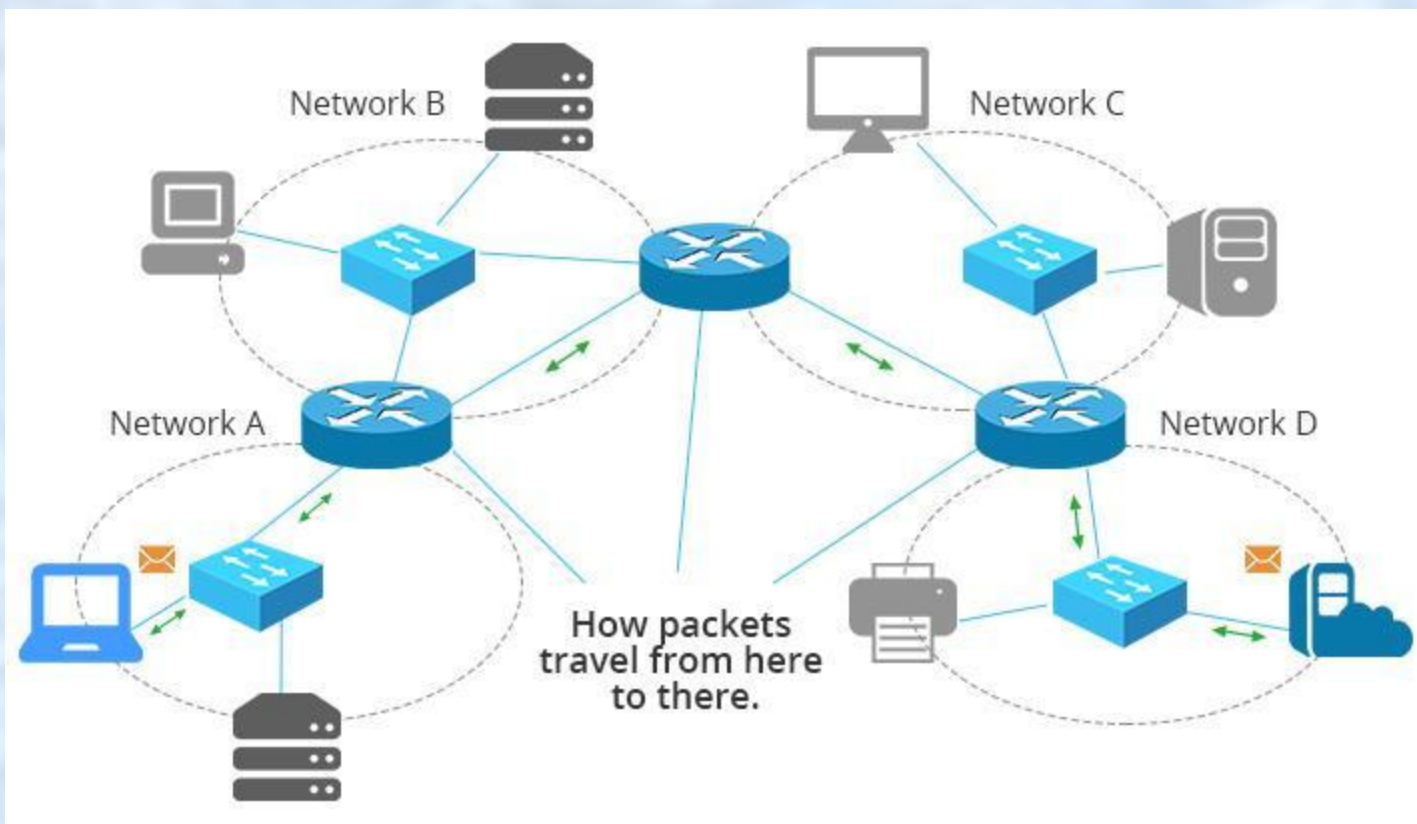 Network B
Network C
Network A
Network D
How packets
travel from here
to there.